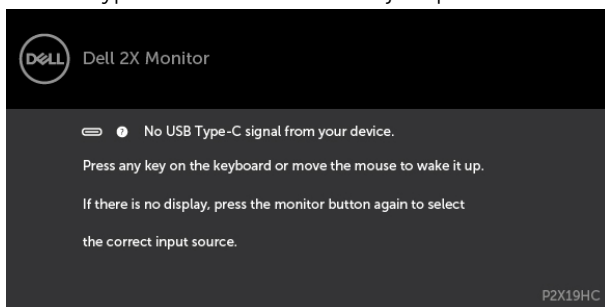 DELL
Dell 2X Monitor
No USB Type-C signal from your device.
Press any key on the keyboard or move the mouse to wake it up.
If there is no display, press the monitor button again to select
the correct input source.
P2X19HC